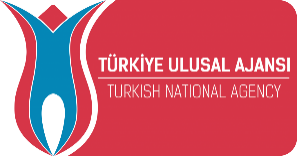 TÜRKİYE ULUSAL AJANSI
TURKISH NATIONAL AGENCY